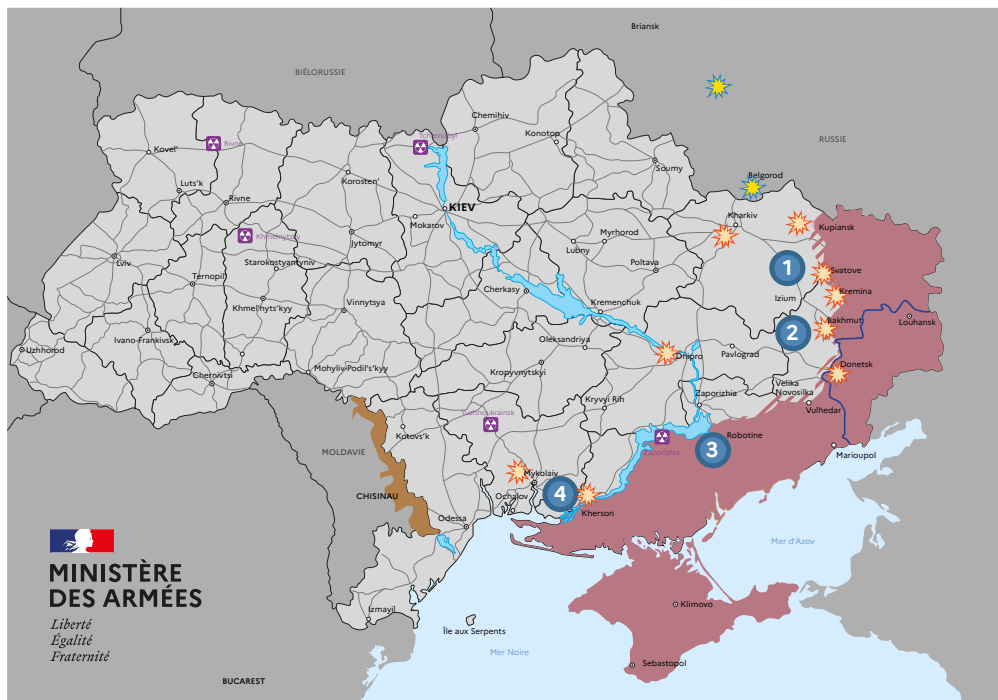 Briansk
BIÉLORUSSIE
Chernihiv
Tchernobyl
Konotop
RUSSIE
Rivne
Kovel'
Soumy
Belgorod
Luts'k
Korosten'
Rivne
KIEV
Makarov
Kharkiv
Kupiansk
Khmelnytsky
Jytomyr
Myrhorod
Lubny
Lviv
Starokostyantyniv
Poltava
1
Svatove
Ternopil
Cherkasy
Izium
Kremina
Khmel'nyts'kyy
Vinnytsya
Kremenchuk
2
Bakhmut
Louhansk
Ivano-Frankivsk
Oleksandriya
Uzhhorod
Dnipro
Pavlograd
Mohyliv-Podil's'kyy
Kropyvnytskyi
Donetsk
Chernivtsi
Velika
Novosilka
Zaporizhia
Kryvyi Rih
Vulhedar
Yuzhnoukrainsk
Kotovs'k
Robotine
3
MOLDAVIE
Zaporizhia
Marioupol
Mykolaiv
CHISINAU
Ochalov
4
Kherson
Odessa
Mer d'Azov
MINISTÈRE
DES ARMÉES
Liberté
Égalité
Fraternité
Klimovo
Izmayil
Île aux Serpents
Mer Noire
Sebastopol
BUCAREST